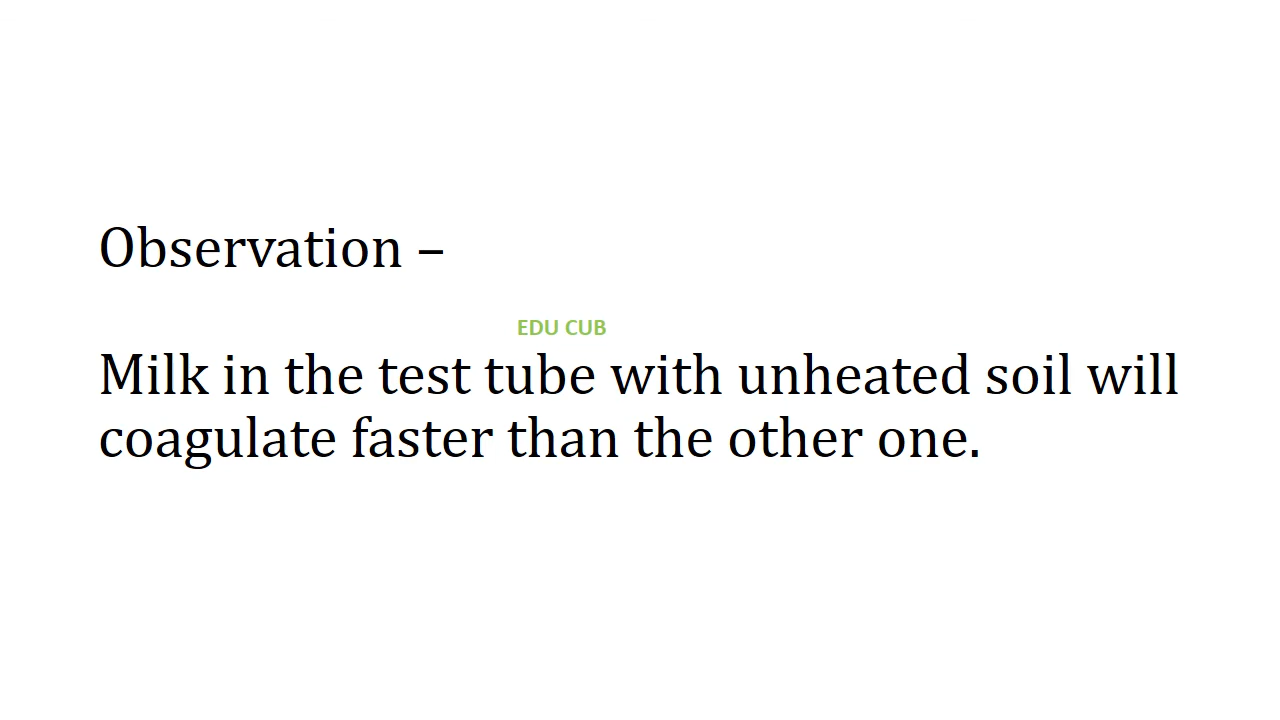 Observation –
EDU CUB
Milk in the test tube with unheated soil will
coagulate faster than the other one.